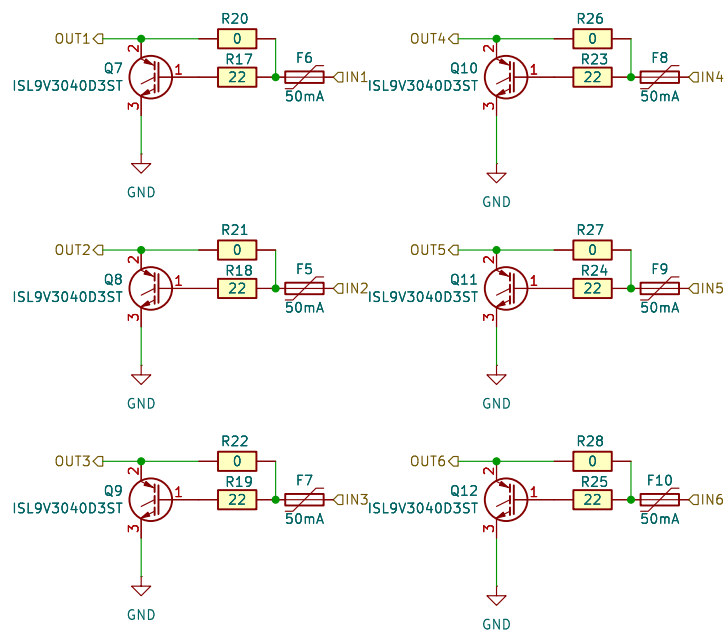 R20
OUT1
0
2
R17
F6
Q7
1
22
IN1
ISL9V3040D3ST
50mA
3
GND
R26
OUT4
0
2
R23
F8
Q10
1
22
IN4
ISL9V3040D3ST
50mA
3
GND
R21
OUT2
0
2
R18
F5
Q8
1
22
IN2
ISL9V3040D3ST
50mA
3
GND
R27
OUT5
0
2
R24
F9
Q11
1
22
IN5
ISL9V3040D3ST
50mA
3
GND
R22
OUT3
0
2
R19
F7
Q9
1
22
IN3
ISL9V3040D3ST
50mA
3
GND
R28
OUT6
0
2
R25
F10
Q12
1
22
IN6
ISL9V3040D3ST
50mA
3
GND